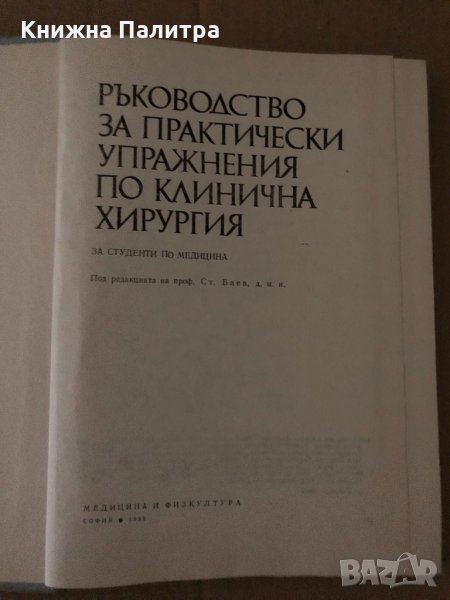 Книжна Палитра
РЪКОВОДСТВО
ЗА ПРАКТИЧЕСКИ
УПРАЖНЕНИЯ
ПО КЛИНИЧНА
ХИРУРГИЯ
ЗА СТУДЕНТИ ПО МЕДИЦИНА
Под редакцията на проф. Ст. Баев, д. м. н.
МЕДИЦИНА И ФИЗКУЛТУРА
СОФИЯ ●
BAZAR